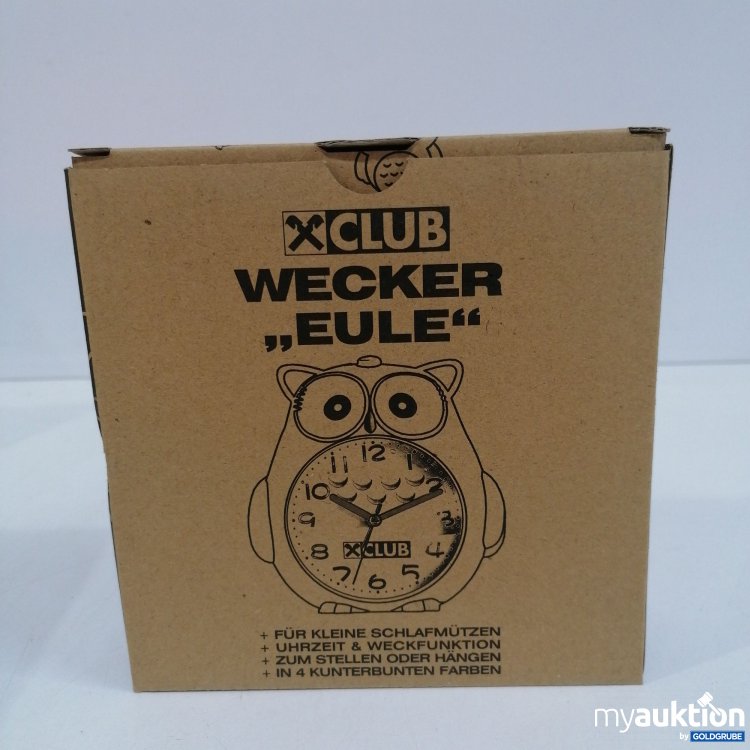 CLUB
WECKER
„EULE“
12
11 1
10 2
9 3
8 4
CLUB
7 5
6
+ FÜR KLEINE SCHLAFMÜTZEN
+ UHRZEIT & WECKFUNKTION
+ ZUM STELLEN ODER HÄNGEN
+ IN 4 KUNTERBUNTEN FARBEN
myauktion
by GOLDGRUBE